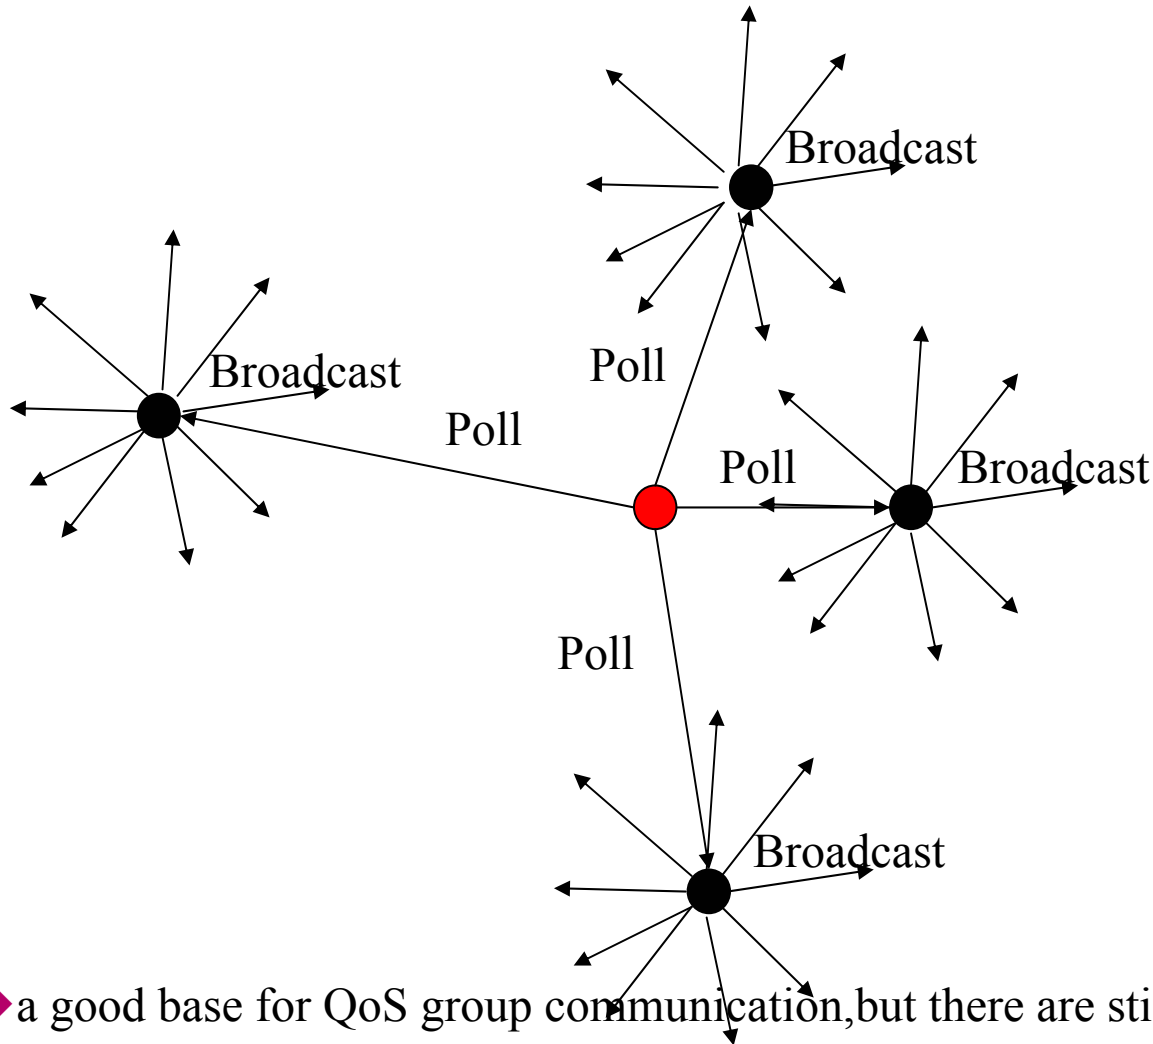 Broadcast
Poll
Broadcast
Poll
Poll
Broadcast
Poll
Broadcast
a good base for QoS group communication,but there are sti